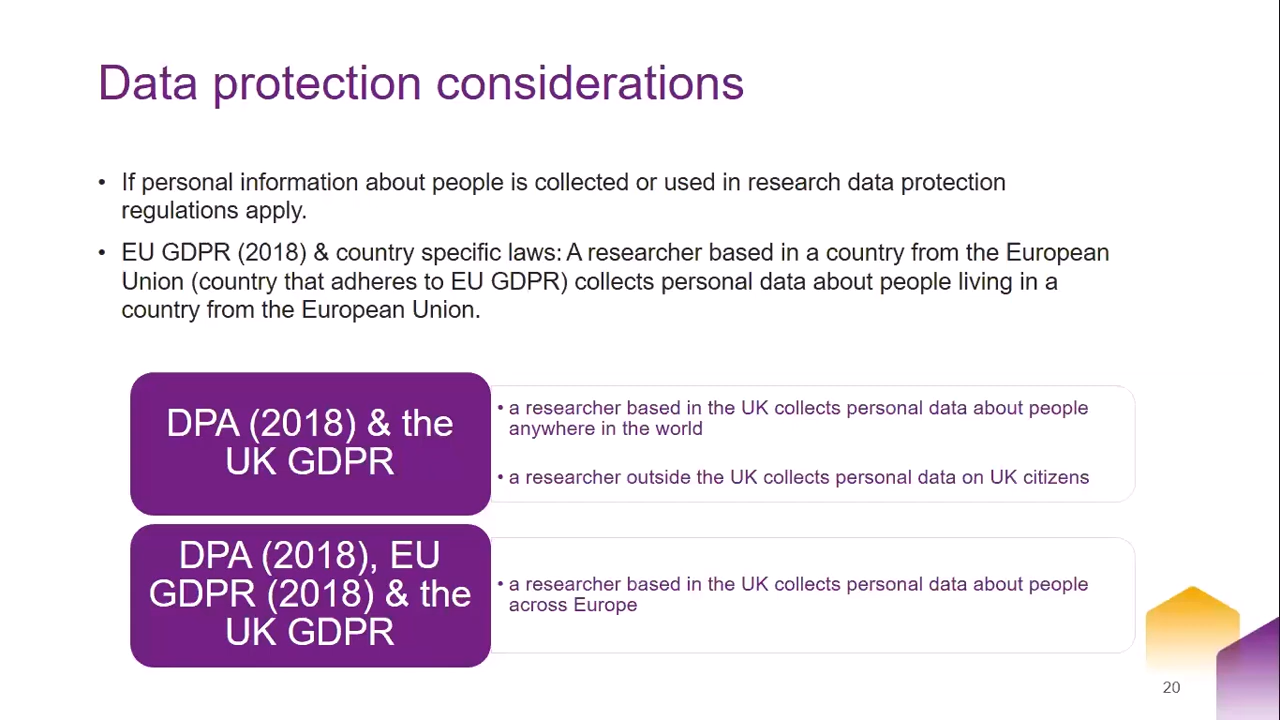 Data protection considerations
• If personal information about people is collected or used in research data protection
regulations apply.
• EU GDPR (2018) & country specific laws: A researcher based in a country from the European
Union (country that adheres to EU GDPR) collects personal data about people living in a
country from the European Union.
DPA (2018) & the
UK GDPR
• a researcher based in the UK collects personal data about people
anywhere in the world
• a researcher outside the UK collects personal data on UK citizens
DPA (2018), EU
GDPR (2018) & the
UK GDPR
• a researcher based in the UK collects personal data about people
across Europe
20